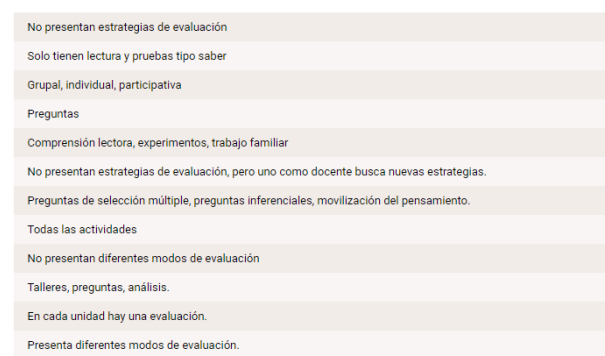 No presentan estrategias de evaluación
Solo tienen lectura y pruebas tipo saber
Grupal, individual, participativa
Preguntas
Comprensión lectora, experimentos, trabajo familiar
No presentan estrategias de evaluación, pero uno como docente busca nuevas estrategias.
Preguntas de selección múltiple, preguntas inferenciales, movilización del pensamiento.
Todas las actividades
No presentan diferentes modos de evaluación
Talleres, preguntas, análisis.
En cada unidad hay una evaluación.
Presenta diferentes modos de evaluación.